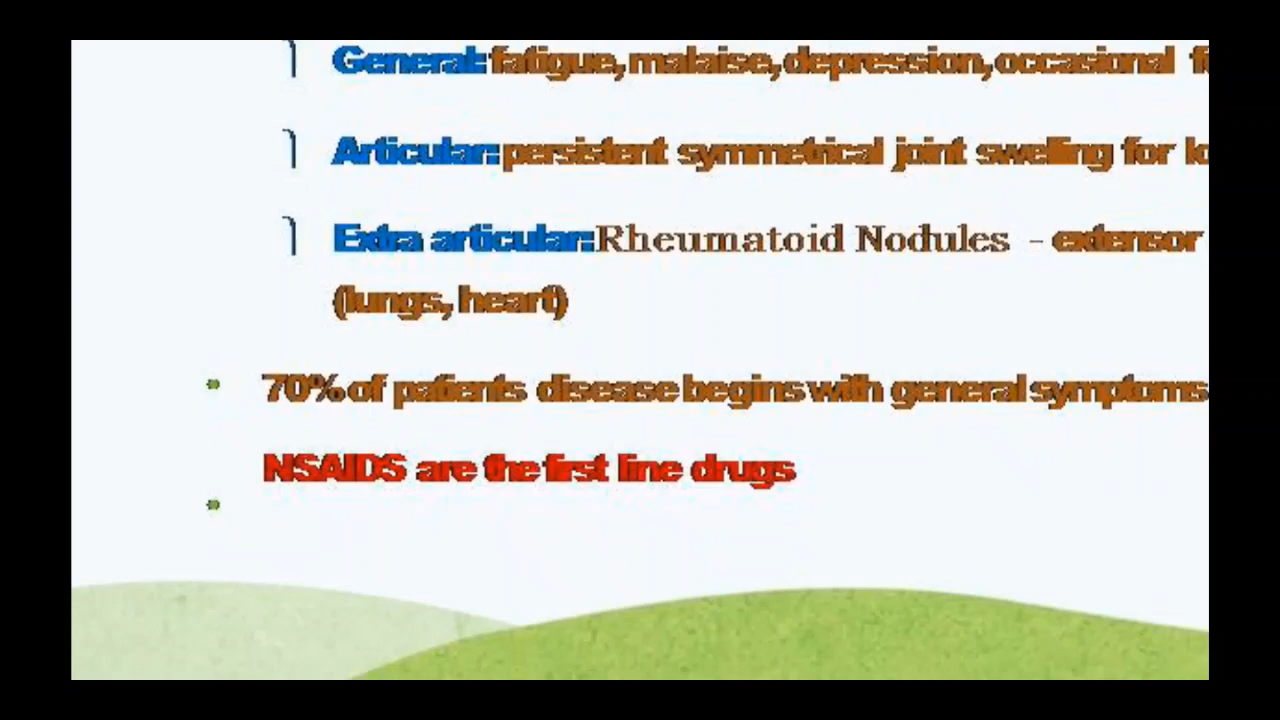 General: fatigue, malaise, depression, occasional
Articular: persistent symmetrical joint swelling for
Extra articular: Rheumatoid Nodules - extensor
(lungs, heart)
70% of patients disease begins with general symptoms
NSAIDS are the first line drugs